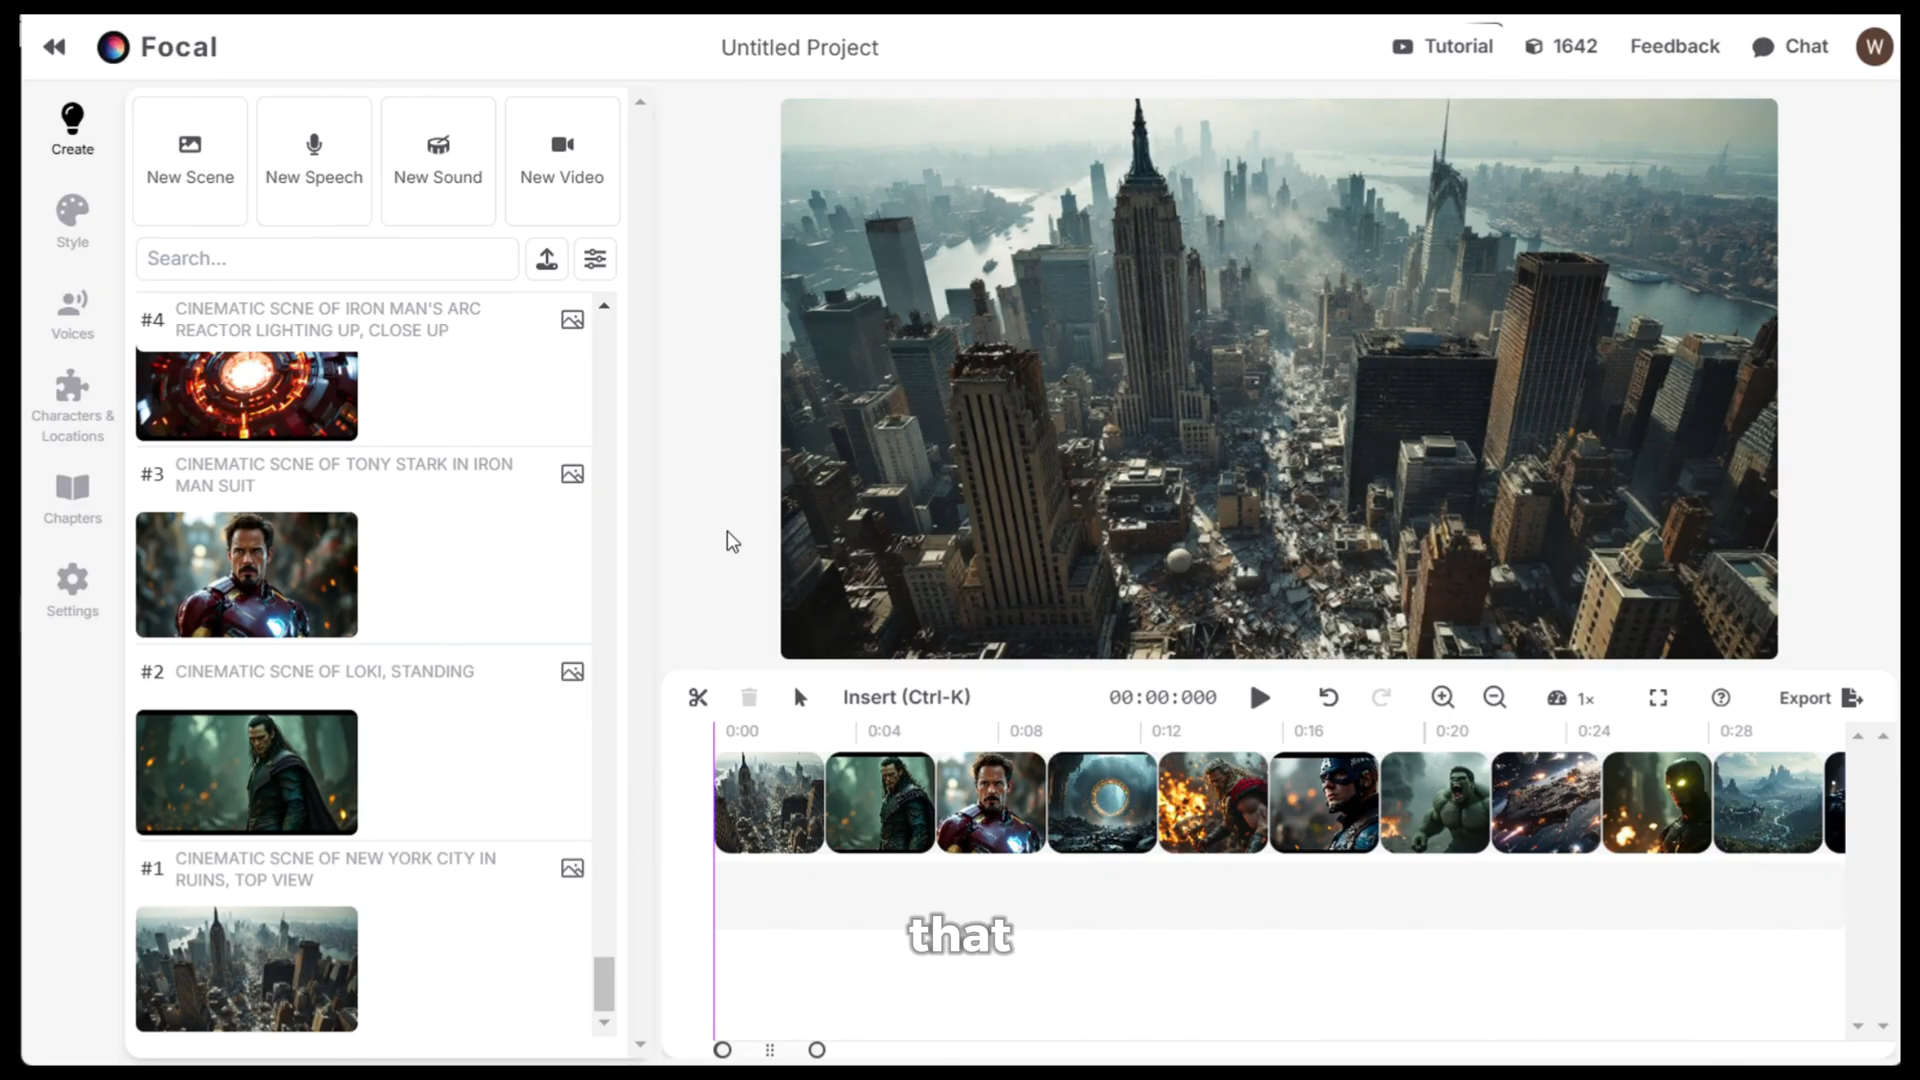 Focal
Untitled Project
Tutorial
1642
Feedback
Chat
W
Create
Style
Voices
Characters &
Locations
Chapters
Settings
New Scene
New Speech
New Sound
New Video
Search...
#4
CINEMATIC SCNE OF IRON MAN'S ARC
REACTOR LIGHTING UP, CLOSE UP
#3
CINEMATIC SCNE OF TONY STARK IN IRON
MAN SUIT
#2
CINEMATIC SCNE OF LOKI, STANDING
#1
CINEMATIC SCNE OF NEW YORK CITY IN
RUINS, TOP VIEW
Insert (Ctrl-K)
00:00:000
1x
Export
0:00
0:04
0:08
0:12
0:16
0:20
0:24
0:28
that